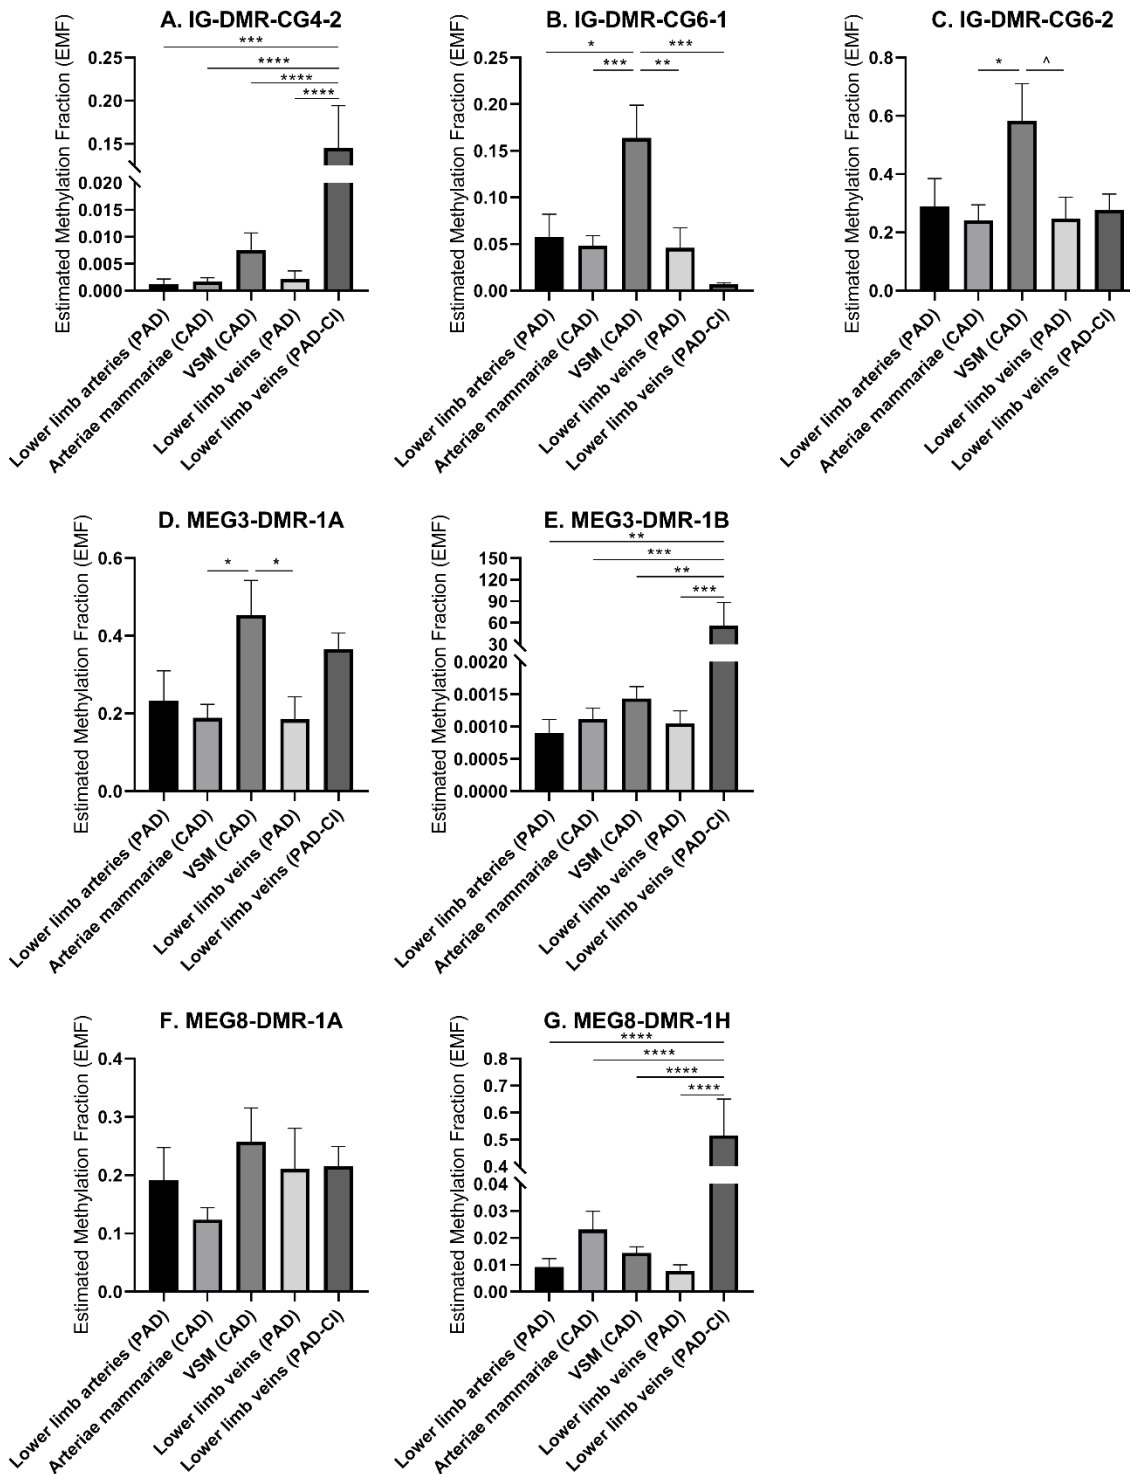 A. IG-DMR-CG4-2
Estimated Methylation Fraction (EMF)
0.25
0.20
0.15
0.020
0.015
0.010
0.005
0.000
***
****
****
****
Lower limb arteries (PAD)
Arteriae mammariae (CAD)
VSM (CAD)
Lower limb veins (PAD)
Lower limb veins (PAD-CI)
B. IG-DMR-CG6-1
Estimated Methylation Fraction (EMF)
0.25
0.20
0.15
0.10
0.05
0.00
* ***
*** **
Lower limb arteries (PAD)
Arteriae mammariae (CAD)
VSM (CAD)
Lower limb veins (PAD)
Lower limb veins (PAD-CI)
C. IG-DMR-CG6-2
Estimated Methylation Fraction (EMF)
0.8
0.6
0.4
0.2
0.0
* ^
Lower limb arteries (PAD)
Arteriae mammariae (CAD)
VSM (CAD)
Lower limb veins (PAD)
Lower limb veins (PAD-CI)
D. MEG3-DMR-1A
Estimated Methylation Fraction (EMF)
0.6
0.4
0.2
0.0
* *
Lower limb arteries (PAD)
Arteriae mammariae (CAD)
VSM (CAD)
Lower limb veins (PAD)
Lower limb veins (PAD-CI)
E. MEG3-DMR-1B
Estimated Methylation Fraction (EMF)
150
120
90
60
30
0.0020
0.0015
0.0010
0.0005
0.0000
**
***
**
***
Lower limb arteries (PAD)
Arteriae mammariae (CAD)
VSM (CAD)
Lower limb veins (PAD)
Lower limb veins (PAD-CI)
F. MEG8-DMR-1A
Estimated Methylation Fraction (EMF)
0.4
0.3
0.2
0.1
0.0
Lower limb arteries (PAD)
Arteriae mammariae (CAD)
VSM (CAD)
Lower limb veins (PAD)
Lower limb veins (PAD-CI)
G. MEG8-DMR-1H
Estimated Methylation Fraction (EMF)
0.8
0.7
0.6
0.5
0.4
0.04
0.03
0.02
0.01
0.00
****
****
****
****
Lower limb arteries (PAD)
Arteriae mammariae (CAD)
VSM (CAD)
Lower limb veins (PAD)
Lower limb veins (PAD-CI)